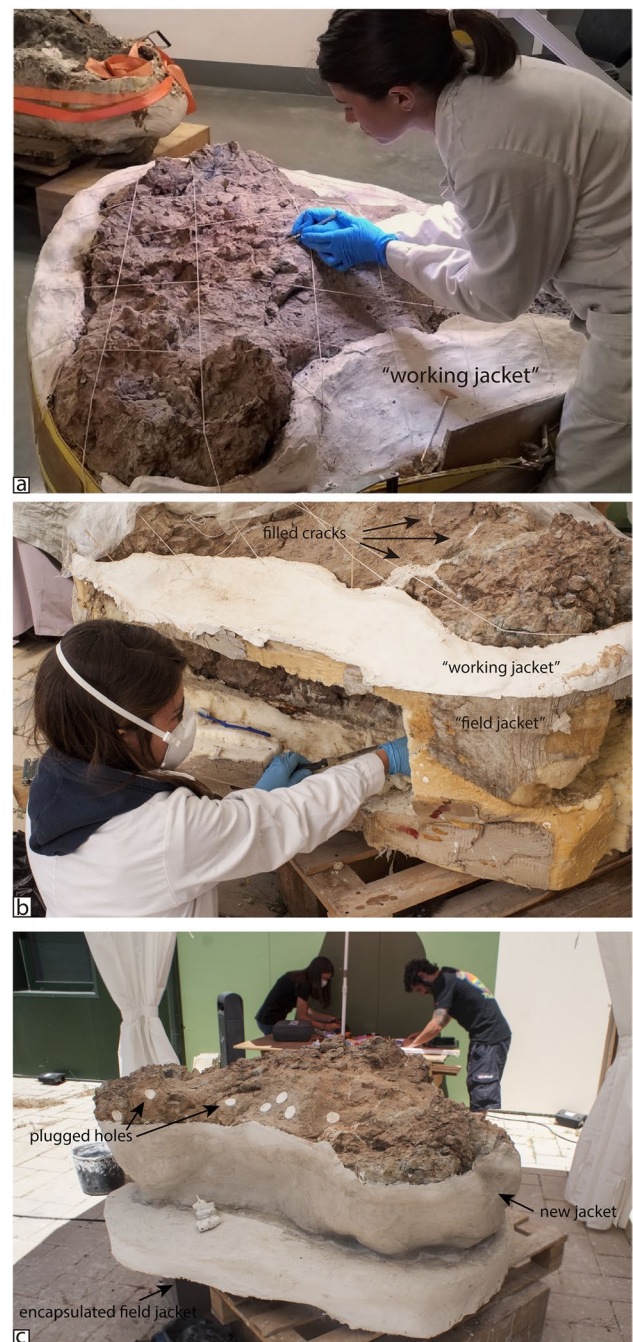 “working jacket”
a
filled cracks
“working jacket”
“field jacket”
b
plugged holes
new jacket
encapsulated field jacket
c